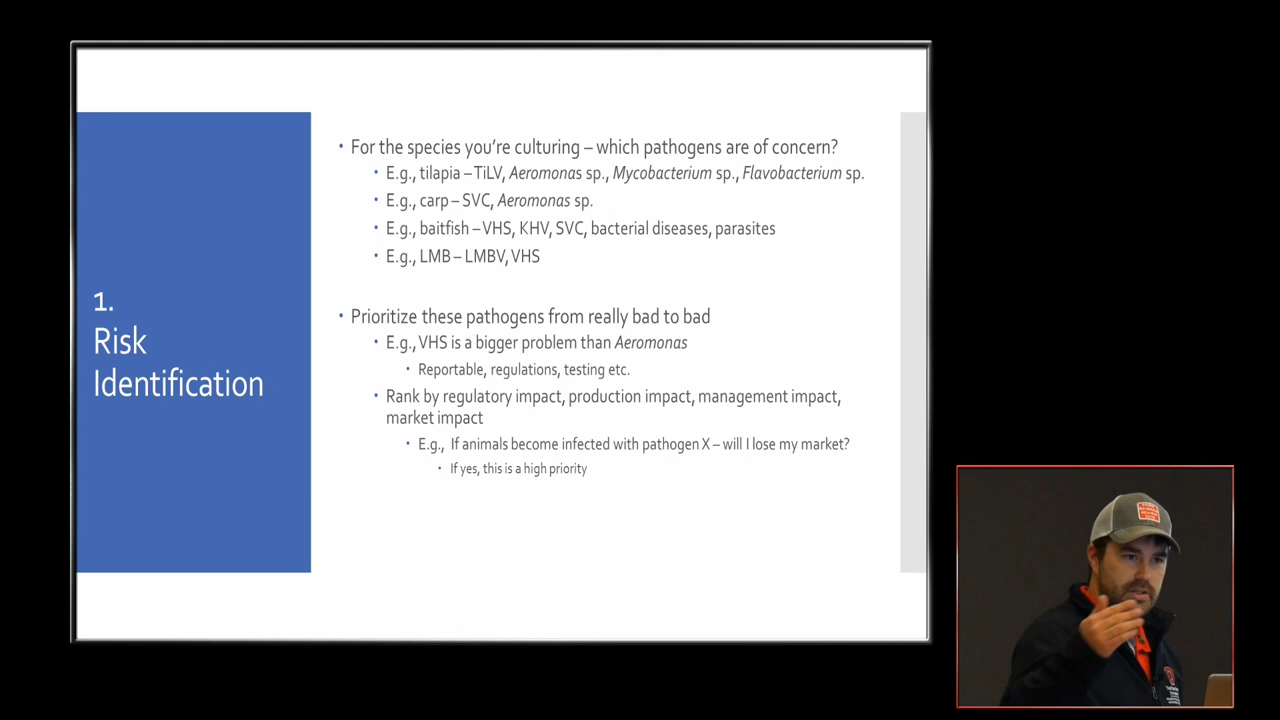 1.
Risk
Identification
• For the species you're culturing – which pathogens are of concern?
• E.g., tilapia – TiLV, Aeromonas sp., Mycobacterium sp., Flavobacterium sp.
• E.g., carp – SVC, Aeromonas sp.
• E.g., baitfish – VHS, KHV, SVC, bacterial diseases, parasites
• E.g., LMB – LMBV, VHS
• Prioritize these pathogens from really bad to bad
• E.g., VHS is a bigger problem than Aeromonas
• Reportable, regulations, testing etc.
• Rank by regulatory impact, production impact, management impact,
market impact
• E.g., If animals become infected with pathogen X – will I lose my market?
• If yes, this is a high priority